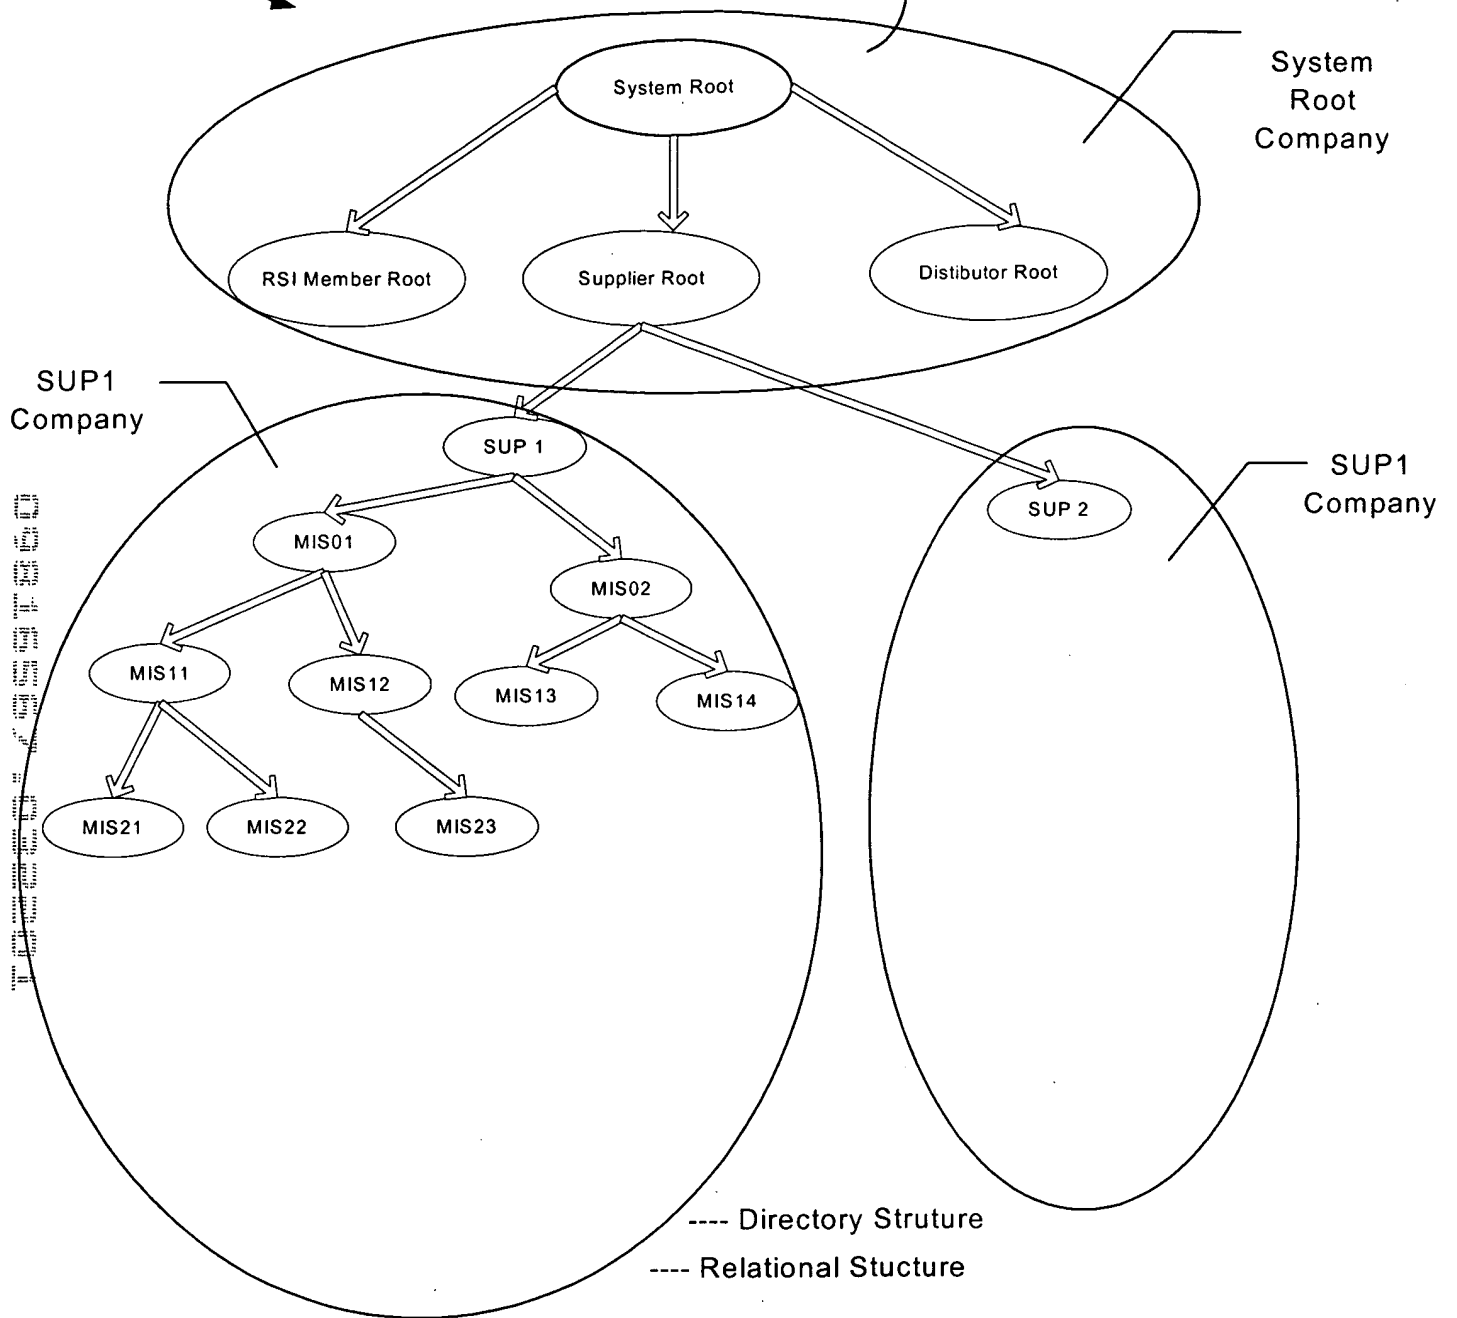 System Root
System
Root
Company
RSI Member Root
Supplier Root
Distibutor Root
SUP1
Company
SUP 1
SUP1
Company
SUP 2
MIS01
MIS02
MIS11
MIS12
MIS13
MIS14
MIS21
MIS22
MIS23
---- Directory Struture
---- Relational Stucture